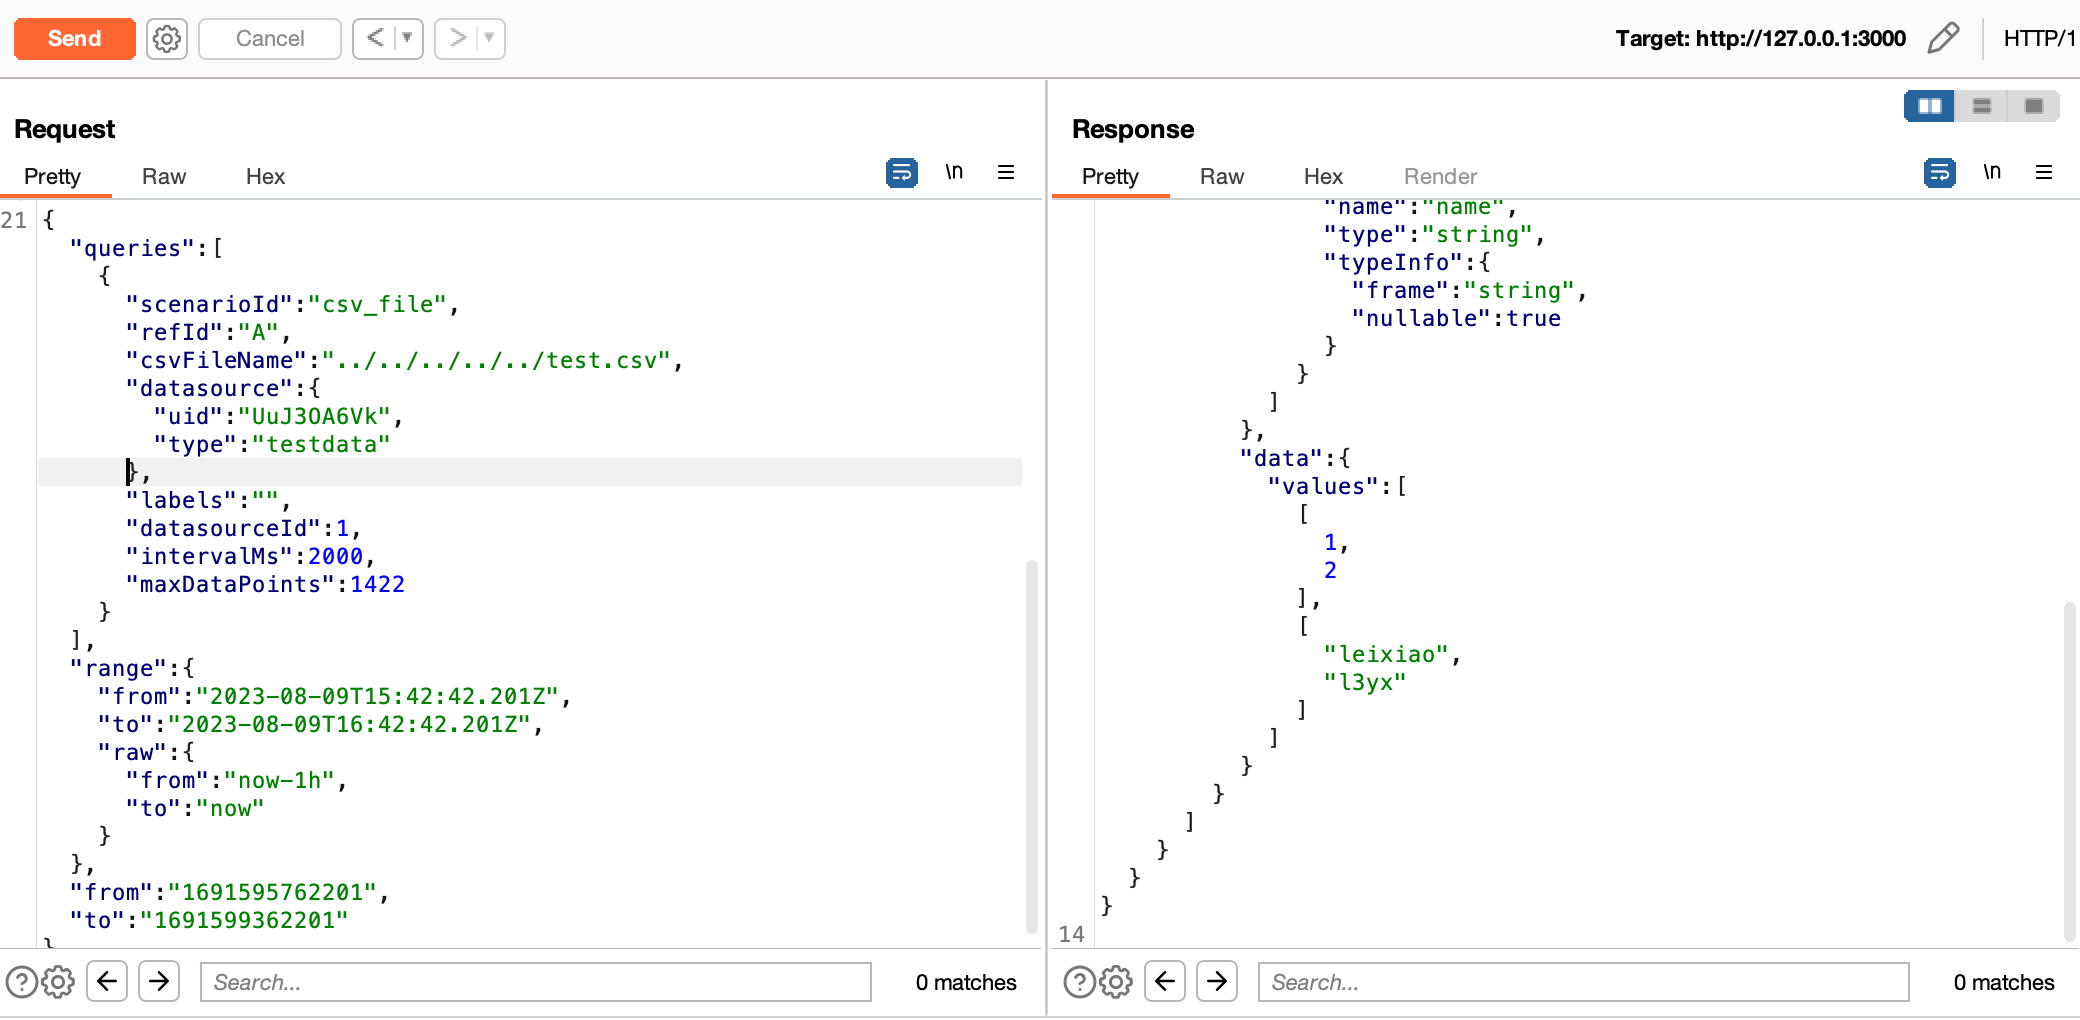 Send
Cancel
Target: http://127.0.0.1:3000
HTTP/1
Request
Pretty Raw Hex
\n
21 {
"queries":[
{
"scenarioId":"csv_file",
"refId":"A",
"csvFileName":"../../../../../test.csv",
"datasource":{
"uid":"UuJ3OA6Vk",
"type":"testdata"
},
"labels":"",
"datasourceId":1,
"intervalMs":2000,
"maxDataPoints":1422
}
],
"range":{
"from":"2023-08-09T15:42:42.201Z",
"to":"2023-08-09T16:42:42.201Z",
"raw":{
"from":"now-1h",
"to":"now"
}
},
"from":"1691595762201",
"to":"1691599362201"
}
Search...
0 matches
Response
Pretty Raw Hex Render
\n
"name":"name",
"type":"string",
"typeInfo":{
"frame":"string",
"nullable":true
}
}
]
},
"data":{
"values":[
[
1,
2
],
[
"leixiao",
"l3yx"
]
]
}
}
]
}
}
}
14
Search...
0 matches